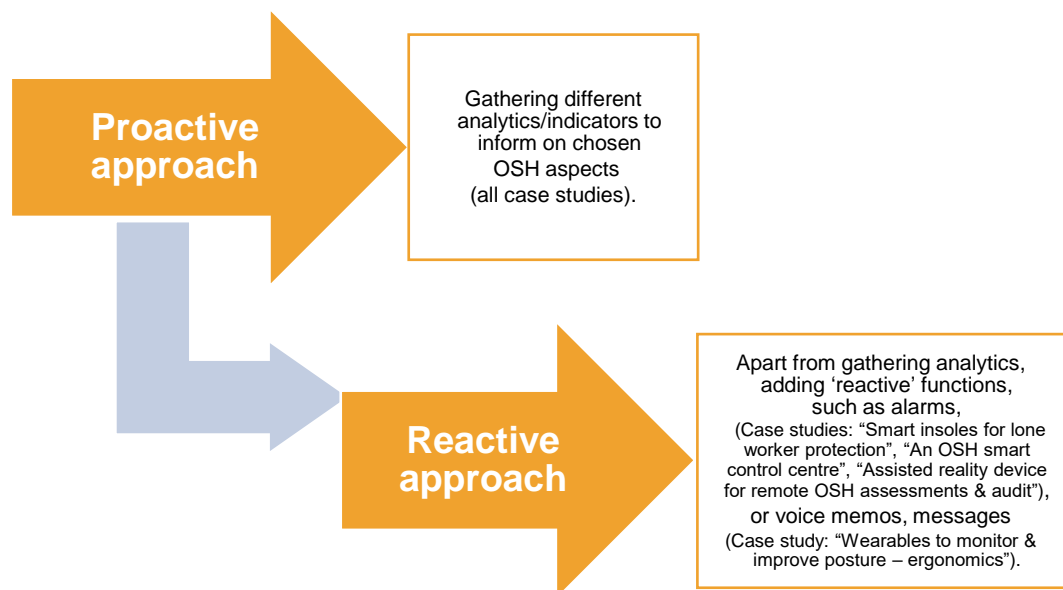 Proactive
approach
Gathering different
analytics/indicators to
inform on chosen
OSH aspects
(all case studies).
Reactive
approach
Apart from gathering analytics,
adding ‘reactive’ functions,
such as alarms,
(Case studies: “Smart insoles for lone
worker protection”, “An OSH smart
control centre”, “Assisted reality device
for remote OSH assessments & audit”),
or voice memos, messages
(Case study: “Wearables to monitor &
improve posture – ergonomics”).